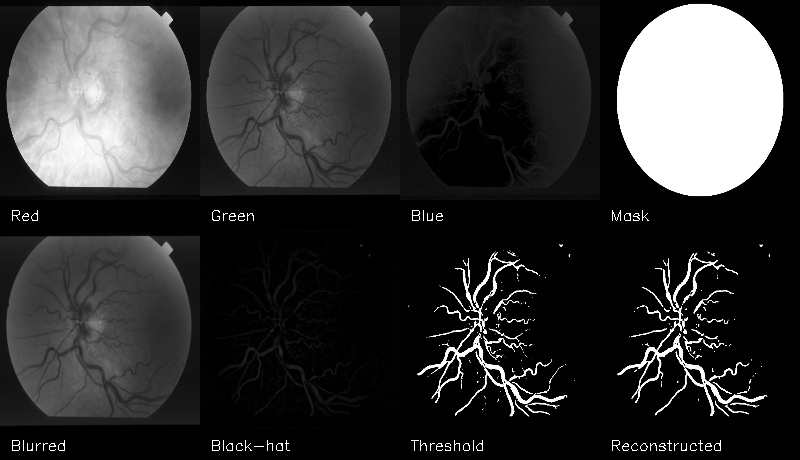 Red
Green
Blue
Mask
Blurred
Black-hat
Threshold
Reconstructed